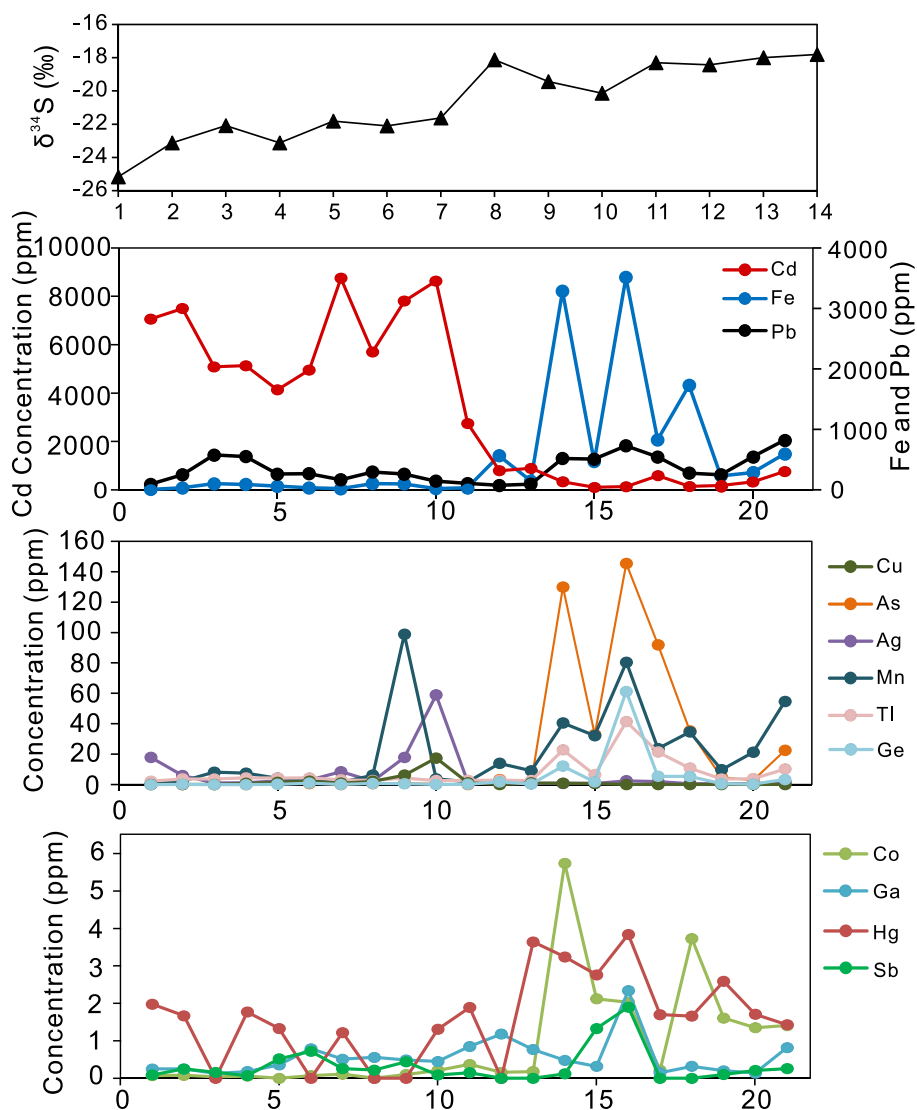 -16
-18
-20
-22
-24
-26
δ³⁴S (‰)
1 2 3 4 5 6 7 8 9 10 11 12 13 14
10000
8000
6000
4000
2000
0
Cd Concentration (ppm)
4000
3000
2000
1000
0
Fe and Pb (ppm)
Cd
Fe
Pb
0 5 10 15 20
160
140
120
100
80
60
40
20
0
Concentration (ppm)
Cu
As
Ag
Mn
Tl
Ge
0 5 10 15 20
6
5
4
3
2
1
0
Concentration (ppm)
Co
Ga
Hg
Sb
0 5 10 15 20